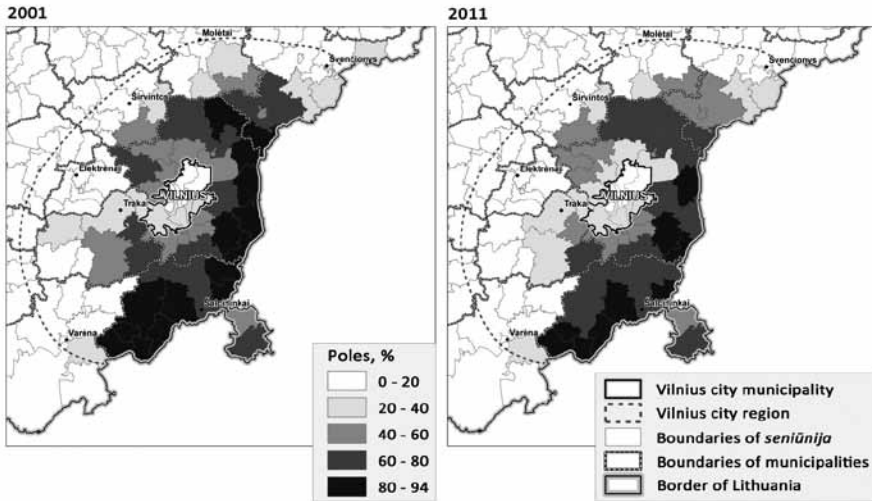 2001
Molėtai
Švenčionys
Širvintos
Elektrėnai
VILNIUS
Trakai
Šalčininkai
Varėna
Poles, %
0 - 20
20 - 40
40 - 60
60 - 80
80 - 94
2011
Molėtai
Švenčionys
Širvintos
Elektrėnai
VILNIUS
Trakai
Šalčininkai
Varėna
Vilnius city municipality
Vilnius city region
Boundaries of seniūnija
Boundaries of municipalities
Border of Lithuania